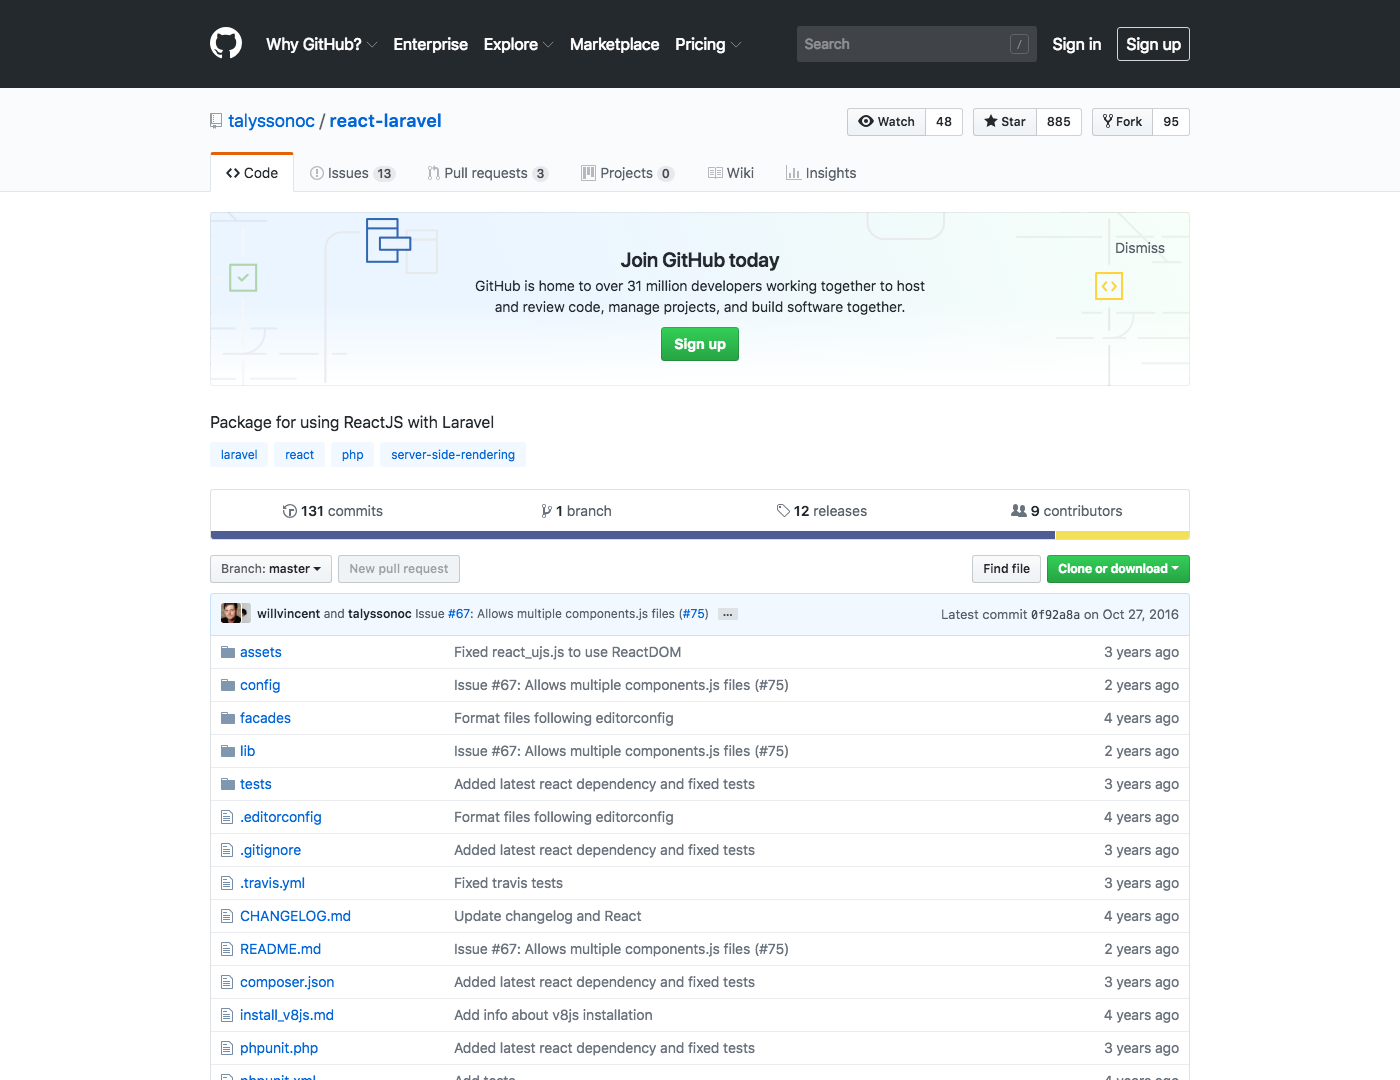 Why GitHub? Enterprise Explore Marketplace Pricing Search / Sign in Sign up
talyssonoc / react-laravel Watch 48 Star 885 Fork 95
Code Issues 13 Pull requests 3 Projects 0 Wiki Insights
Dismiss
Join GitHub today
GitHub is home to over 31 million developers working together to host
and review code, manage projects, and build software together.
Sign up
Package for using ReactJS with Laravel
laravel react php server-side-rendering
131 commits 1 branch 12 releases 9 contributors
Branch: master New pull request Find file Clone or download
willvincent and talyssonoc Issue #67: Allows multiple components.js files (#75) … Latest commit 0f92a8a on Oct 27, 2016
assets Fixed react_ujs.js to use ReactDOM 3 years ago
config Issue #67: Allows multiple components.js files (#75) 2 years ago
facades Format files following editorconfig 4 years ago
lib Issue #67: Allows multiple components.js files (#75) 2 years ago
tests Added latest react dependency and fixed tests 3 years ago
.editorconfig Format files following editorconfig 4 years ago
.gitignore Added latest react dependency and fixed tests 3 years ago
.travis.yml Fixed travis tests 3 years ago
CHANGELOG.md Update changelog and React 4 years ago
README.md Issue #67: Allows multiple components.js files (#75) 2 years ago
composer.json Added latest react dependency and fixed tests 3 years ago
install_v8js.md Add info about v8js installation 4 years ago
phpunit.php Added latest react dependency and fixed tests 3 years ago
phpunit.xml Add tests 4 years ago